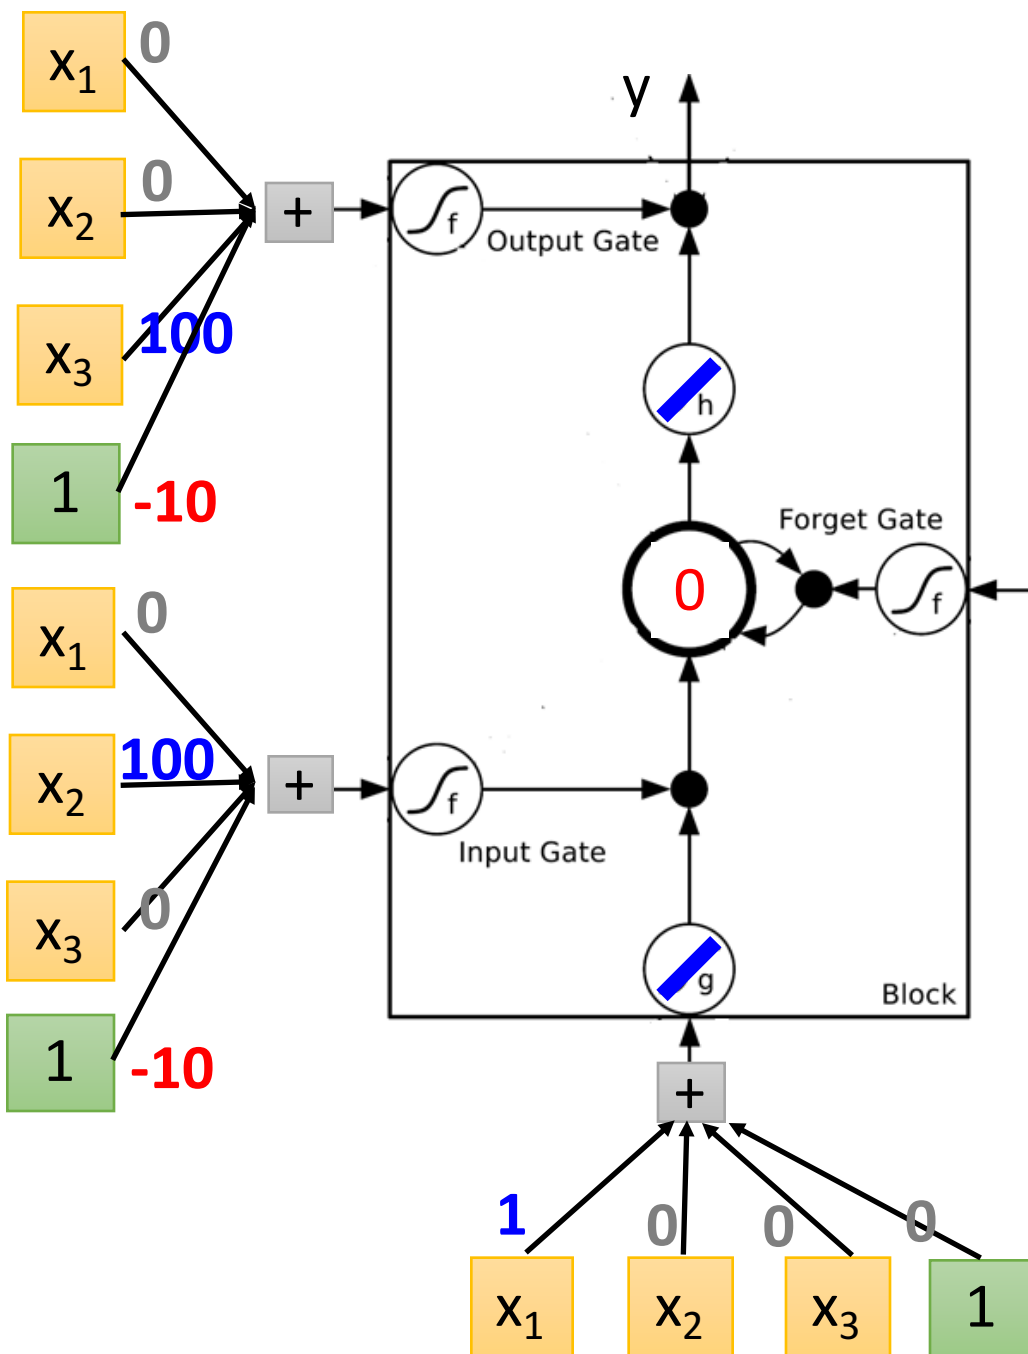 x1 0
x2 0
x3 100
1 -10
+
f
Output Gate
y
h
Forget Gate
0
f
x1 0
x2 100
x3 0
1 -10
+
f
Input Gate
g
Block
+
1 0 0 0
x1 x2 x3 1